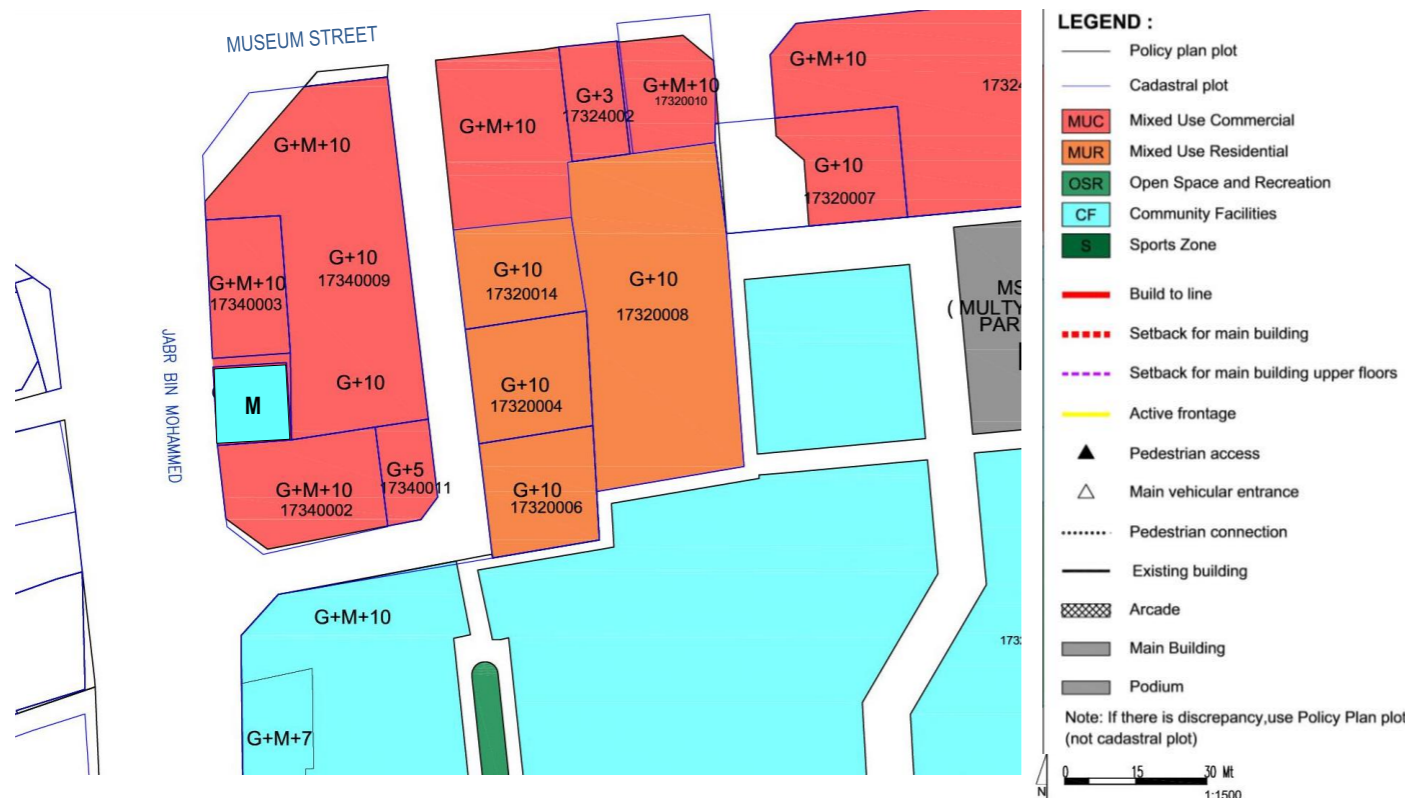 MUSEUM STREET
G+M+10
G+M+10
G+3
17324002
G+M+10
17320010
G+M+10
G+10
17320007
G+M+10
17340003
G+10
17340009
G+10
17320014
G+10
17320008
JABR BIN MOHAMMED
M
G+10
G+10
17320004
G+M+10
17340002
G+5
17340011
G+10
17320006
G+M+10
G+M+7
LEGEND :
Policy plan plot
Cadastral plot
MUC Mixed Use Commercial
MUR Mixed Use Residential
OSR Open Space and Recreation
CF Community Facilities
S Sports Zone
Build to line
Setback for main building
Setback for main building upper floors
Active frontage
Pedestrian access
Main vehicular entrance
Pedestrian connection
Existing building
Arcade
Main Building
Podium
Note: If there is discrepancy,use Policy Plan plot
(not cadastral plot)
N
0 15 30 Mt
1:1500